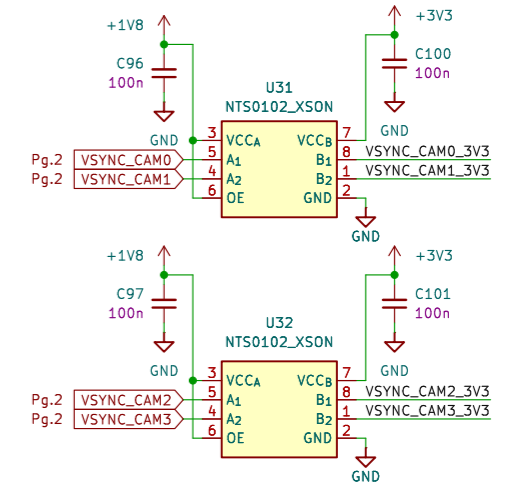 +1V8
+3V3
C96
100n
C100
100n
U31
NTS0102_XSON
GND
GND
3 VCCA VCCB 7
Pg.2 VSYNC_CAM0 5 A1 B1 8 VSYNC_CAM0_3V3
Pg.2 VSYNC_CAM1 4 A2 B2 1 VSYNC_CAM1_3V3
6 OE GND 2
GND
+1V8
+3V3
C97
100n
C101
100n
U32
NTS0102_XSON
GND
GND
3 VCCA VCCB 7
Pg.2 VSYNC_CAM2 5 A1 B1 8 VSYNC_CAM2_3V3
Pg.2 VSYNC_CAM3 4 A2 B2 1 VSYNC_CAM3_3V3
6 OE GND 2
GND